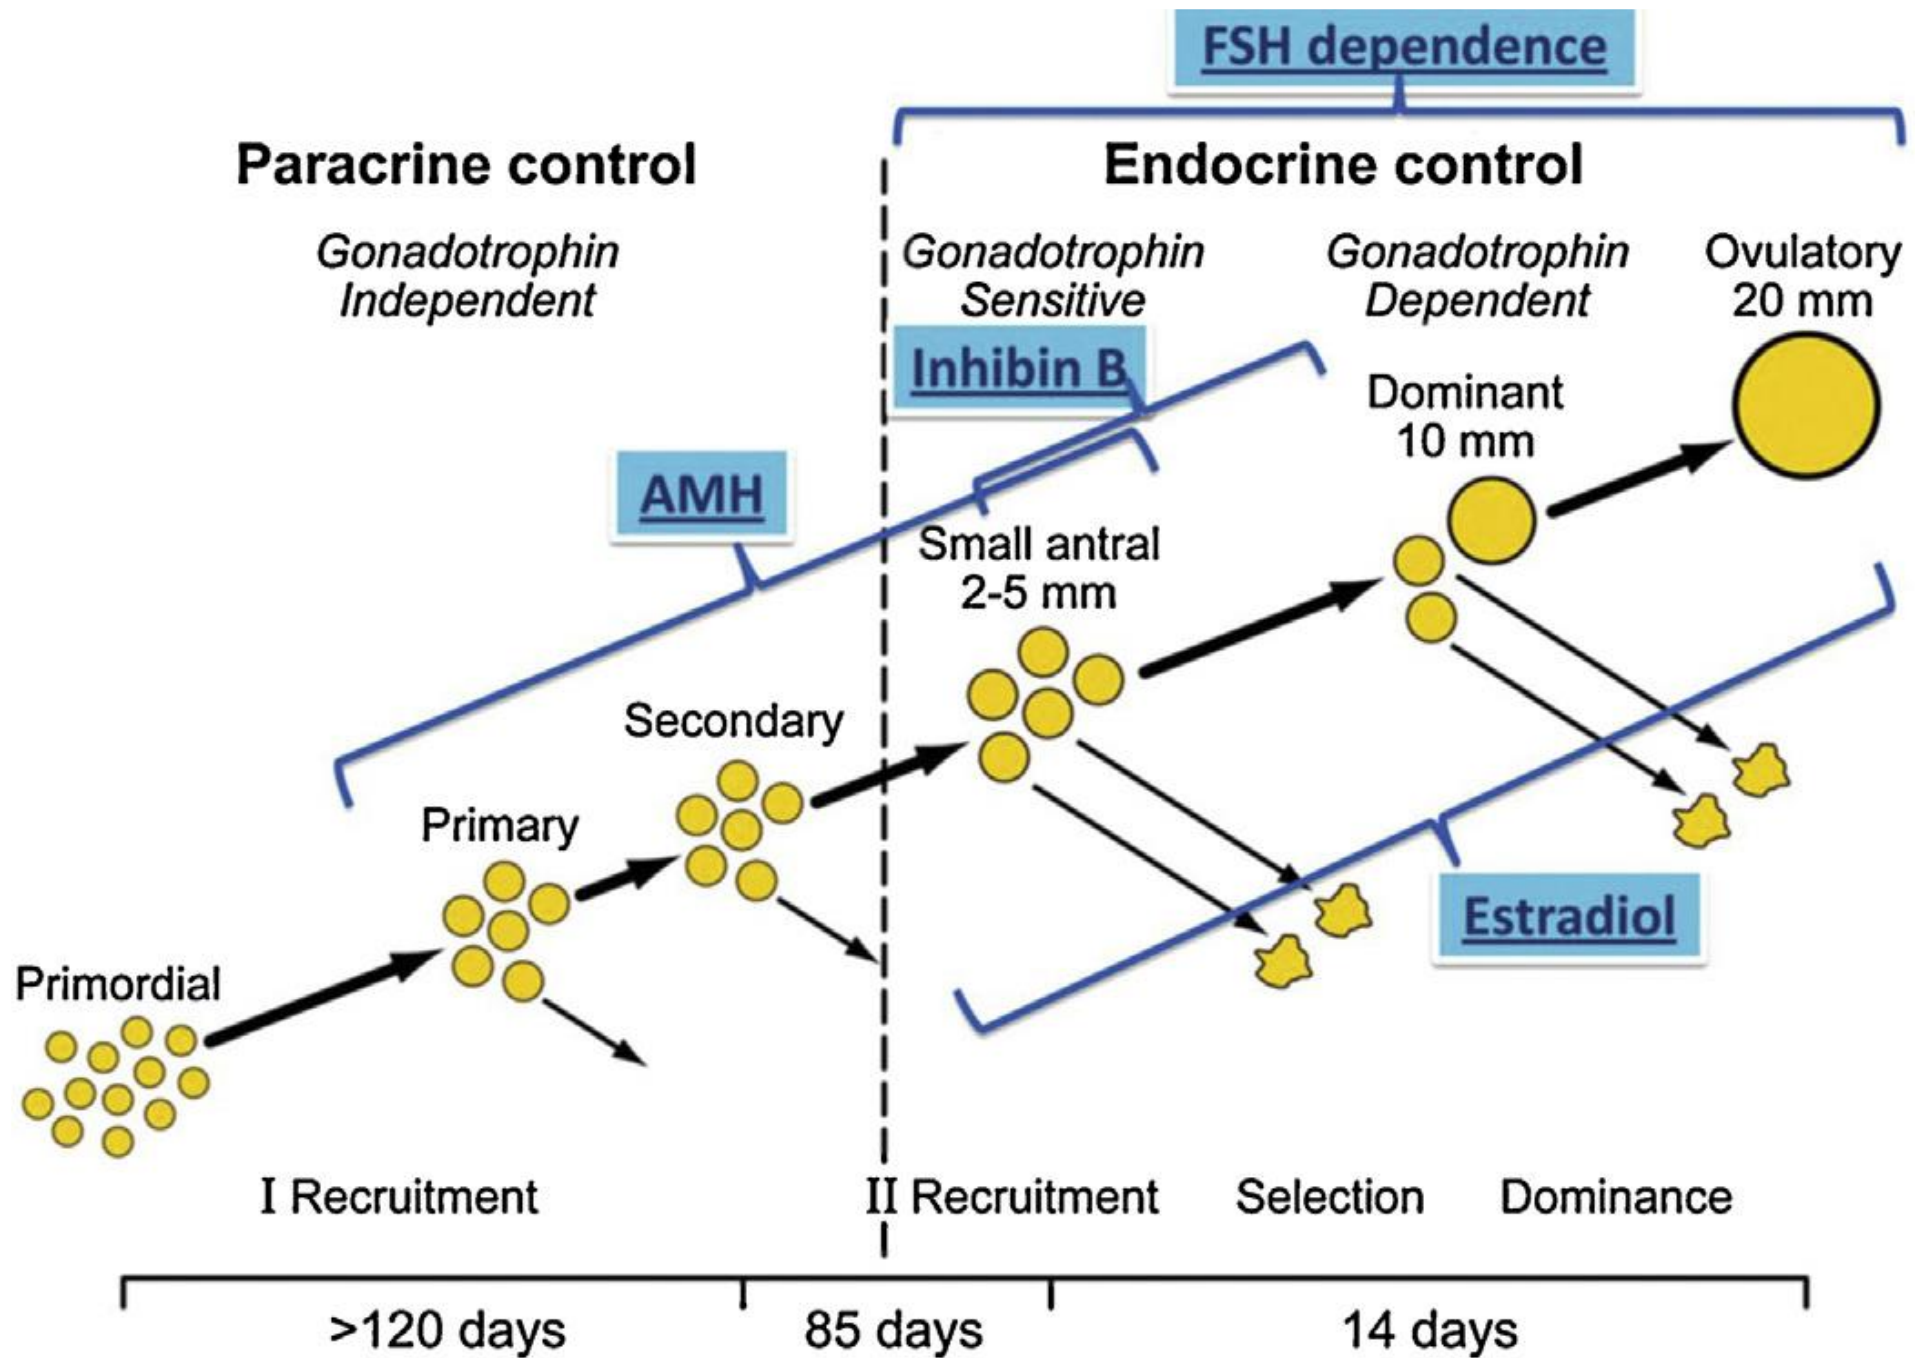 FSH dependence
Paracrine control
Endocrine control
Gonadotrophin
Independent
Gonadotrophin
Sensitive
Gonadotrophin
Dependent
Ovulatory
20 mm
Inhibin B
Dominant
10 mm
AMH
Small antral
2-5 mm
Secondary
Primary
Estradiol
Primordial
I Recruitment
II Recruitment
Selection
Dominance
>120 days
85 days
14 days